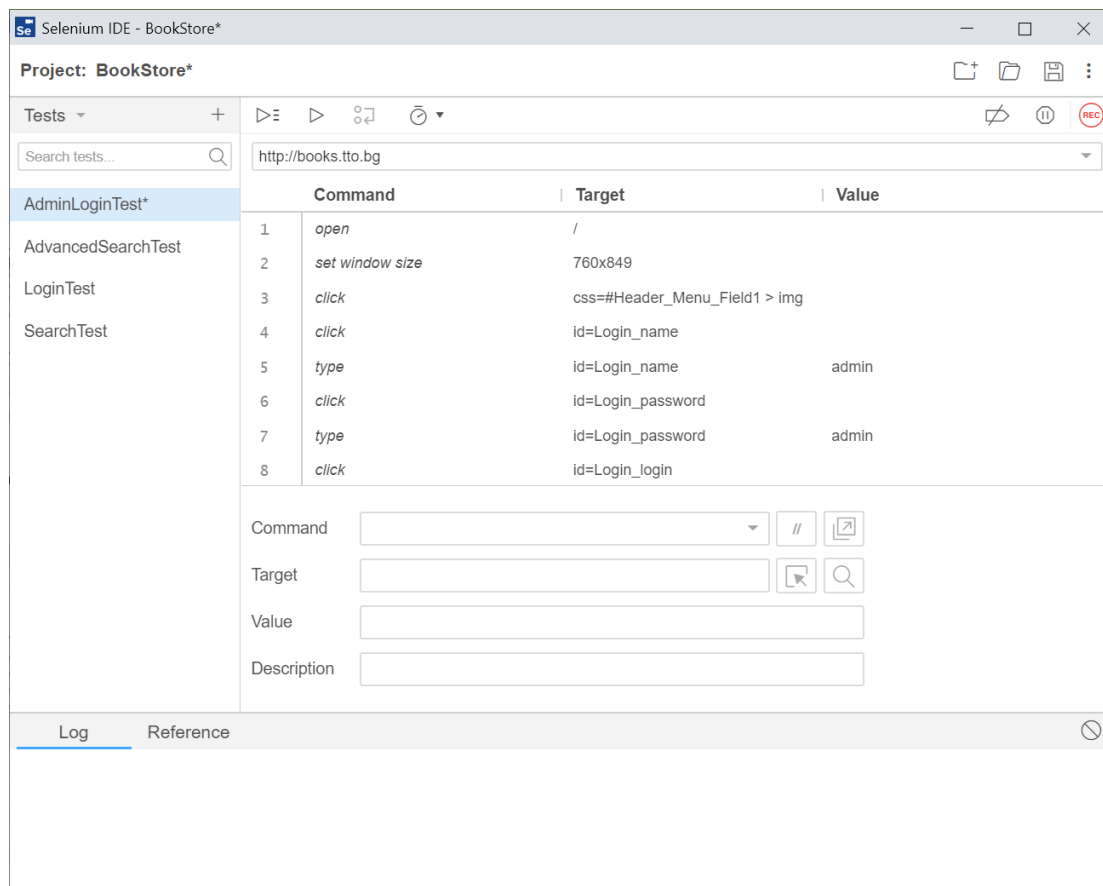 Se Selenium IDE - BookStore*
Project: BookStore*
Tests
Search tests...
AdminLoginTest*
AdvancedSearchTest
LoginTest
SearchTest
REC
http://books.tto.bg
Command Target Value
1 open /
2 set window size 760x849
3 click css=#Header_Menu_Field1 > img
4 click id=Login_name
5 type id=Login_name admin
6 click id=Login_password
7 type id=Login_password admin
8 click id=Login_login
Command //
Target
Value
Description
Log Reference